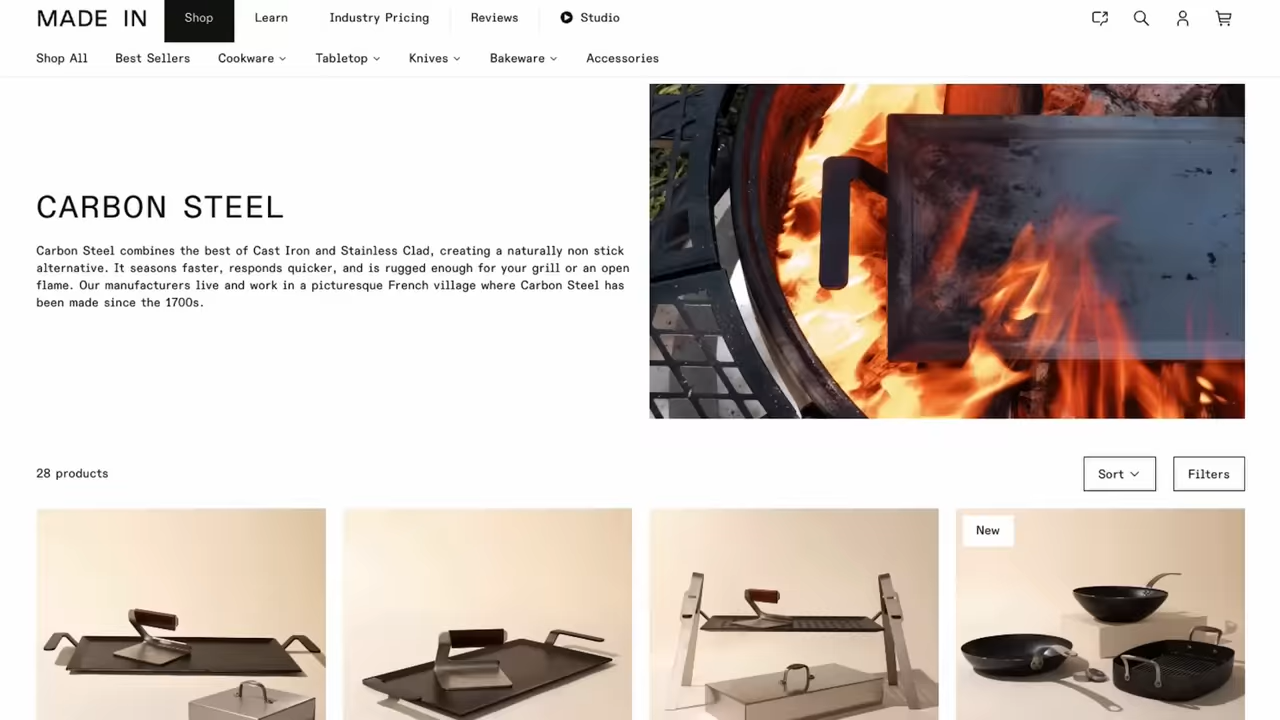 MADE IN
Shop
Learn
Industry Pricing
Reviews
Studio
Shop All
Best Sellers
Cookware
Tabletop
Knives
Bakeware
Accessories
CARBON STEEL
Carbon Steel combines the best of Cast Iron and Stainless Clad, creating a naturally non stick
alternative. It seasons faster, responds quicker, and is rugged enough for your grill or an open
flame. Our manufacturers live and work in a picturesque French village where Carbon Steel has
been made since the 1700s.
28 products
Sort
Filters
New